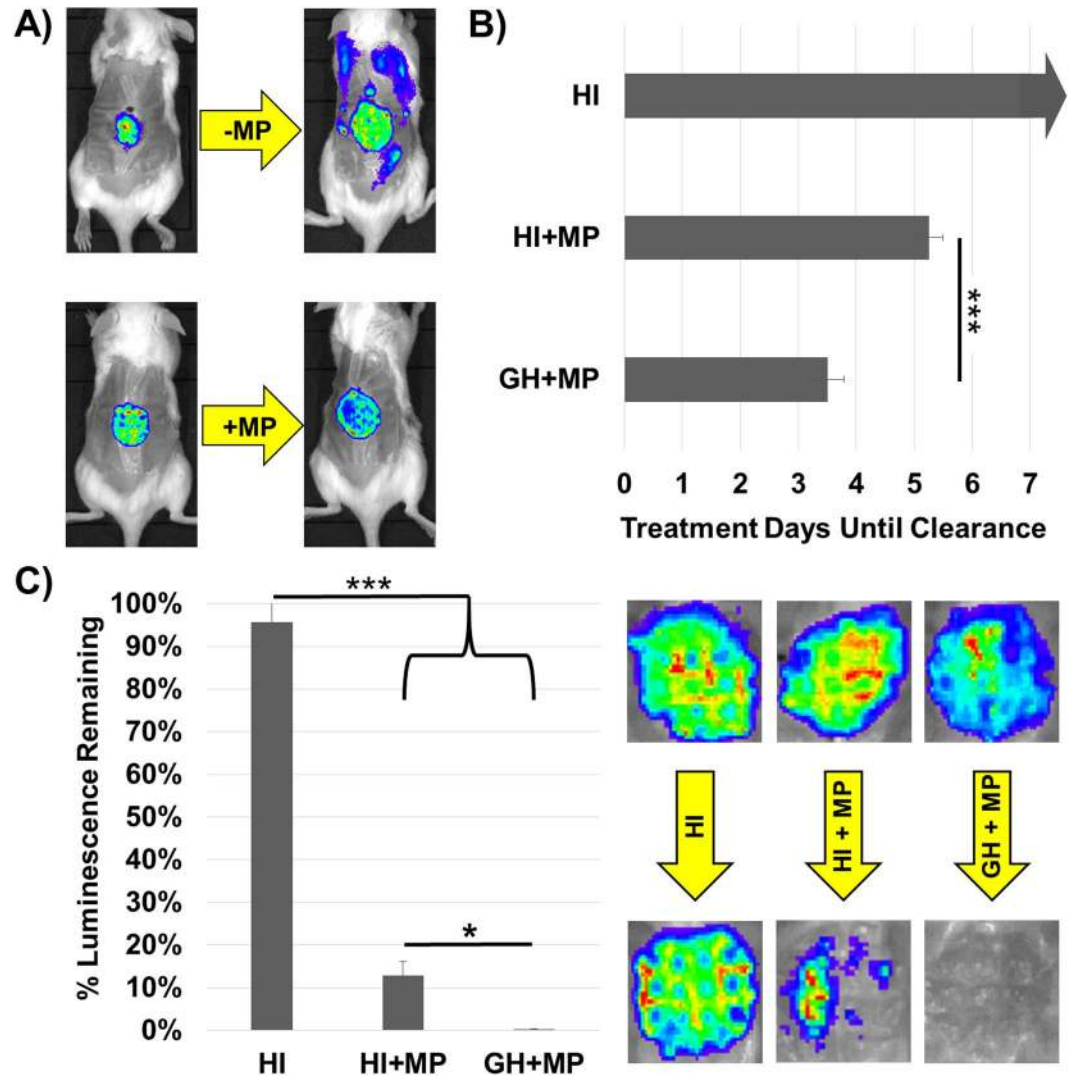 A)
-MP
+MP
B)
HI
HI+MP
***
GH+MP
0 1 2 3 4 5 6 7
Treatment Days Until Clearance
C)
***
100%
90%
80%
70%
60%
50%
40%
30%
20%
10%
0%
% Luminescence Remaining
*
HI HI+MP GH+MP
HI
HI + MP
GH + MP